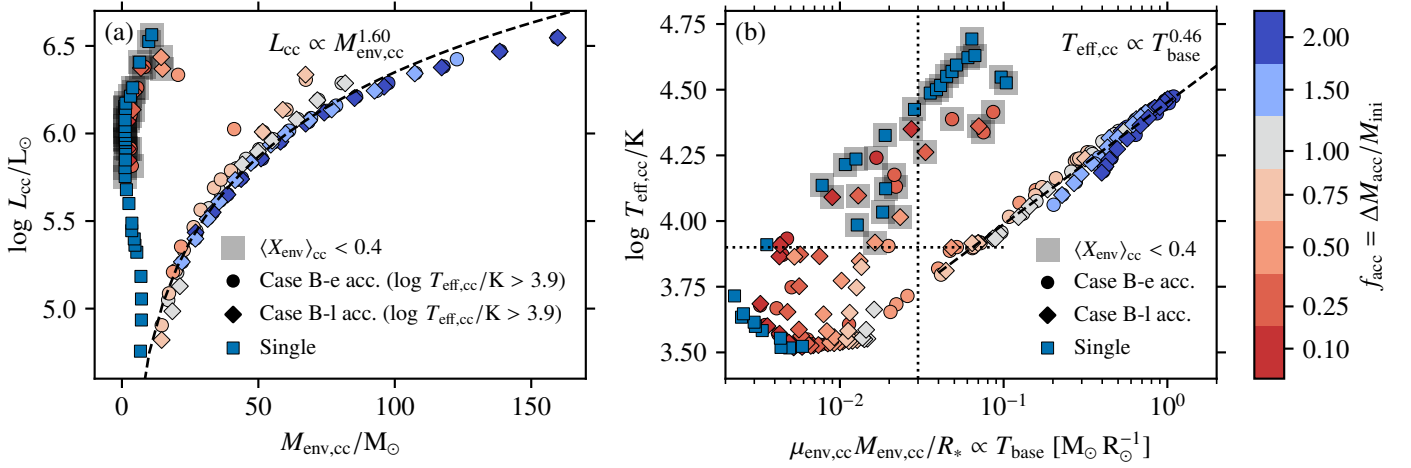 (a)
L_cc ∝ M_env,cc^1.60
⟨X_env⟩_cc < 0.4
Case B-e acc. (log T_eff,cc/K > 3.9)
Case B-l acc. (log T_eff,cc/K > 3.9)
Single
log L_cc/L_⊙
6.5
6.0
5.5
5.0
0 50 100 150
M_env,cc/M_⊙
(b)
T_eff,cc ∝ T_base^0.46
⟨X_env⟩_cc < 0.4
Case B-e acc.
Case B-l acc.
Single
log T_eff,cc/K
4.75
4.50
4.25
4.00
3.75
3.50
10^−2 10^−1 10^0
μ_env,cc M_env,cc/R_* ∝ T_base [M_⊙ R_⊙^−1]
2.00
1.50
1.00
0.75
0.50
0.25
0.10
f_acc = ΔM_acc/M_ini